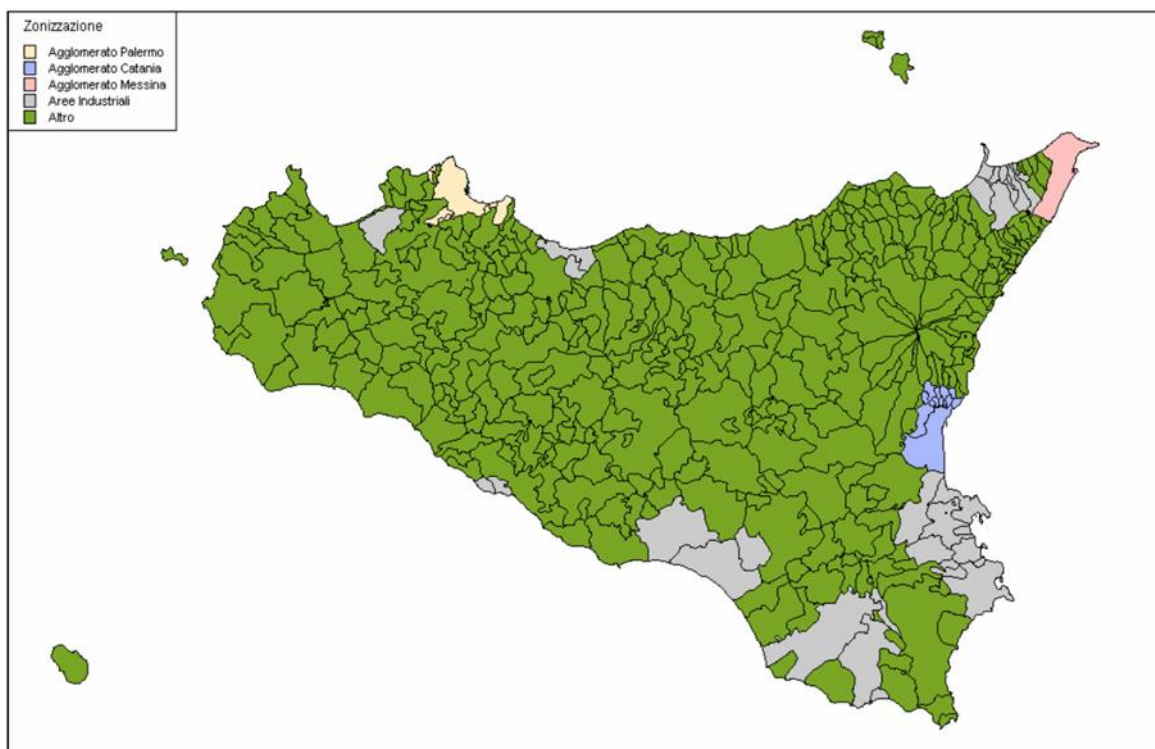 Zonizzazione
Agglomerato Palermo
Agglomerato Catania
Agglomerato Messina
Aree Industriali
Altro